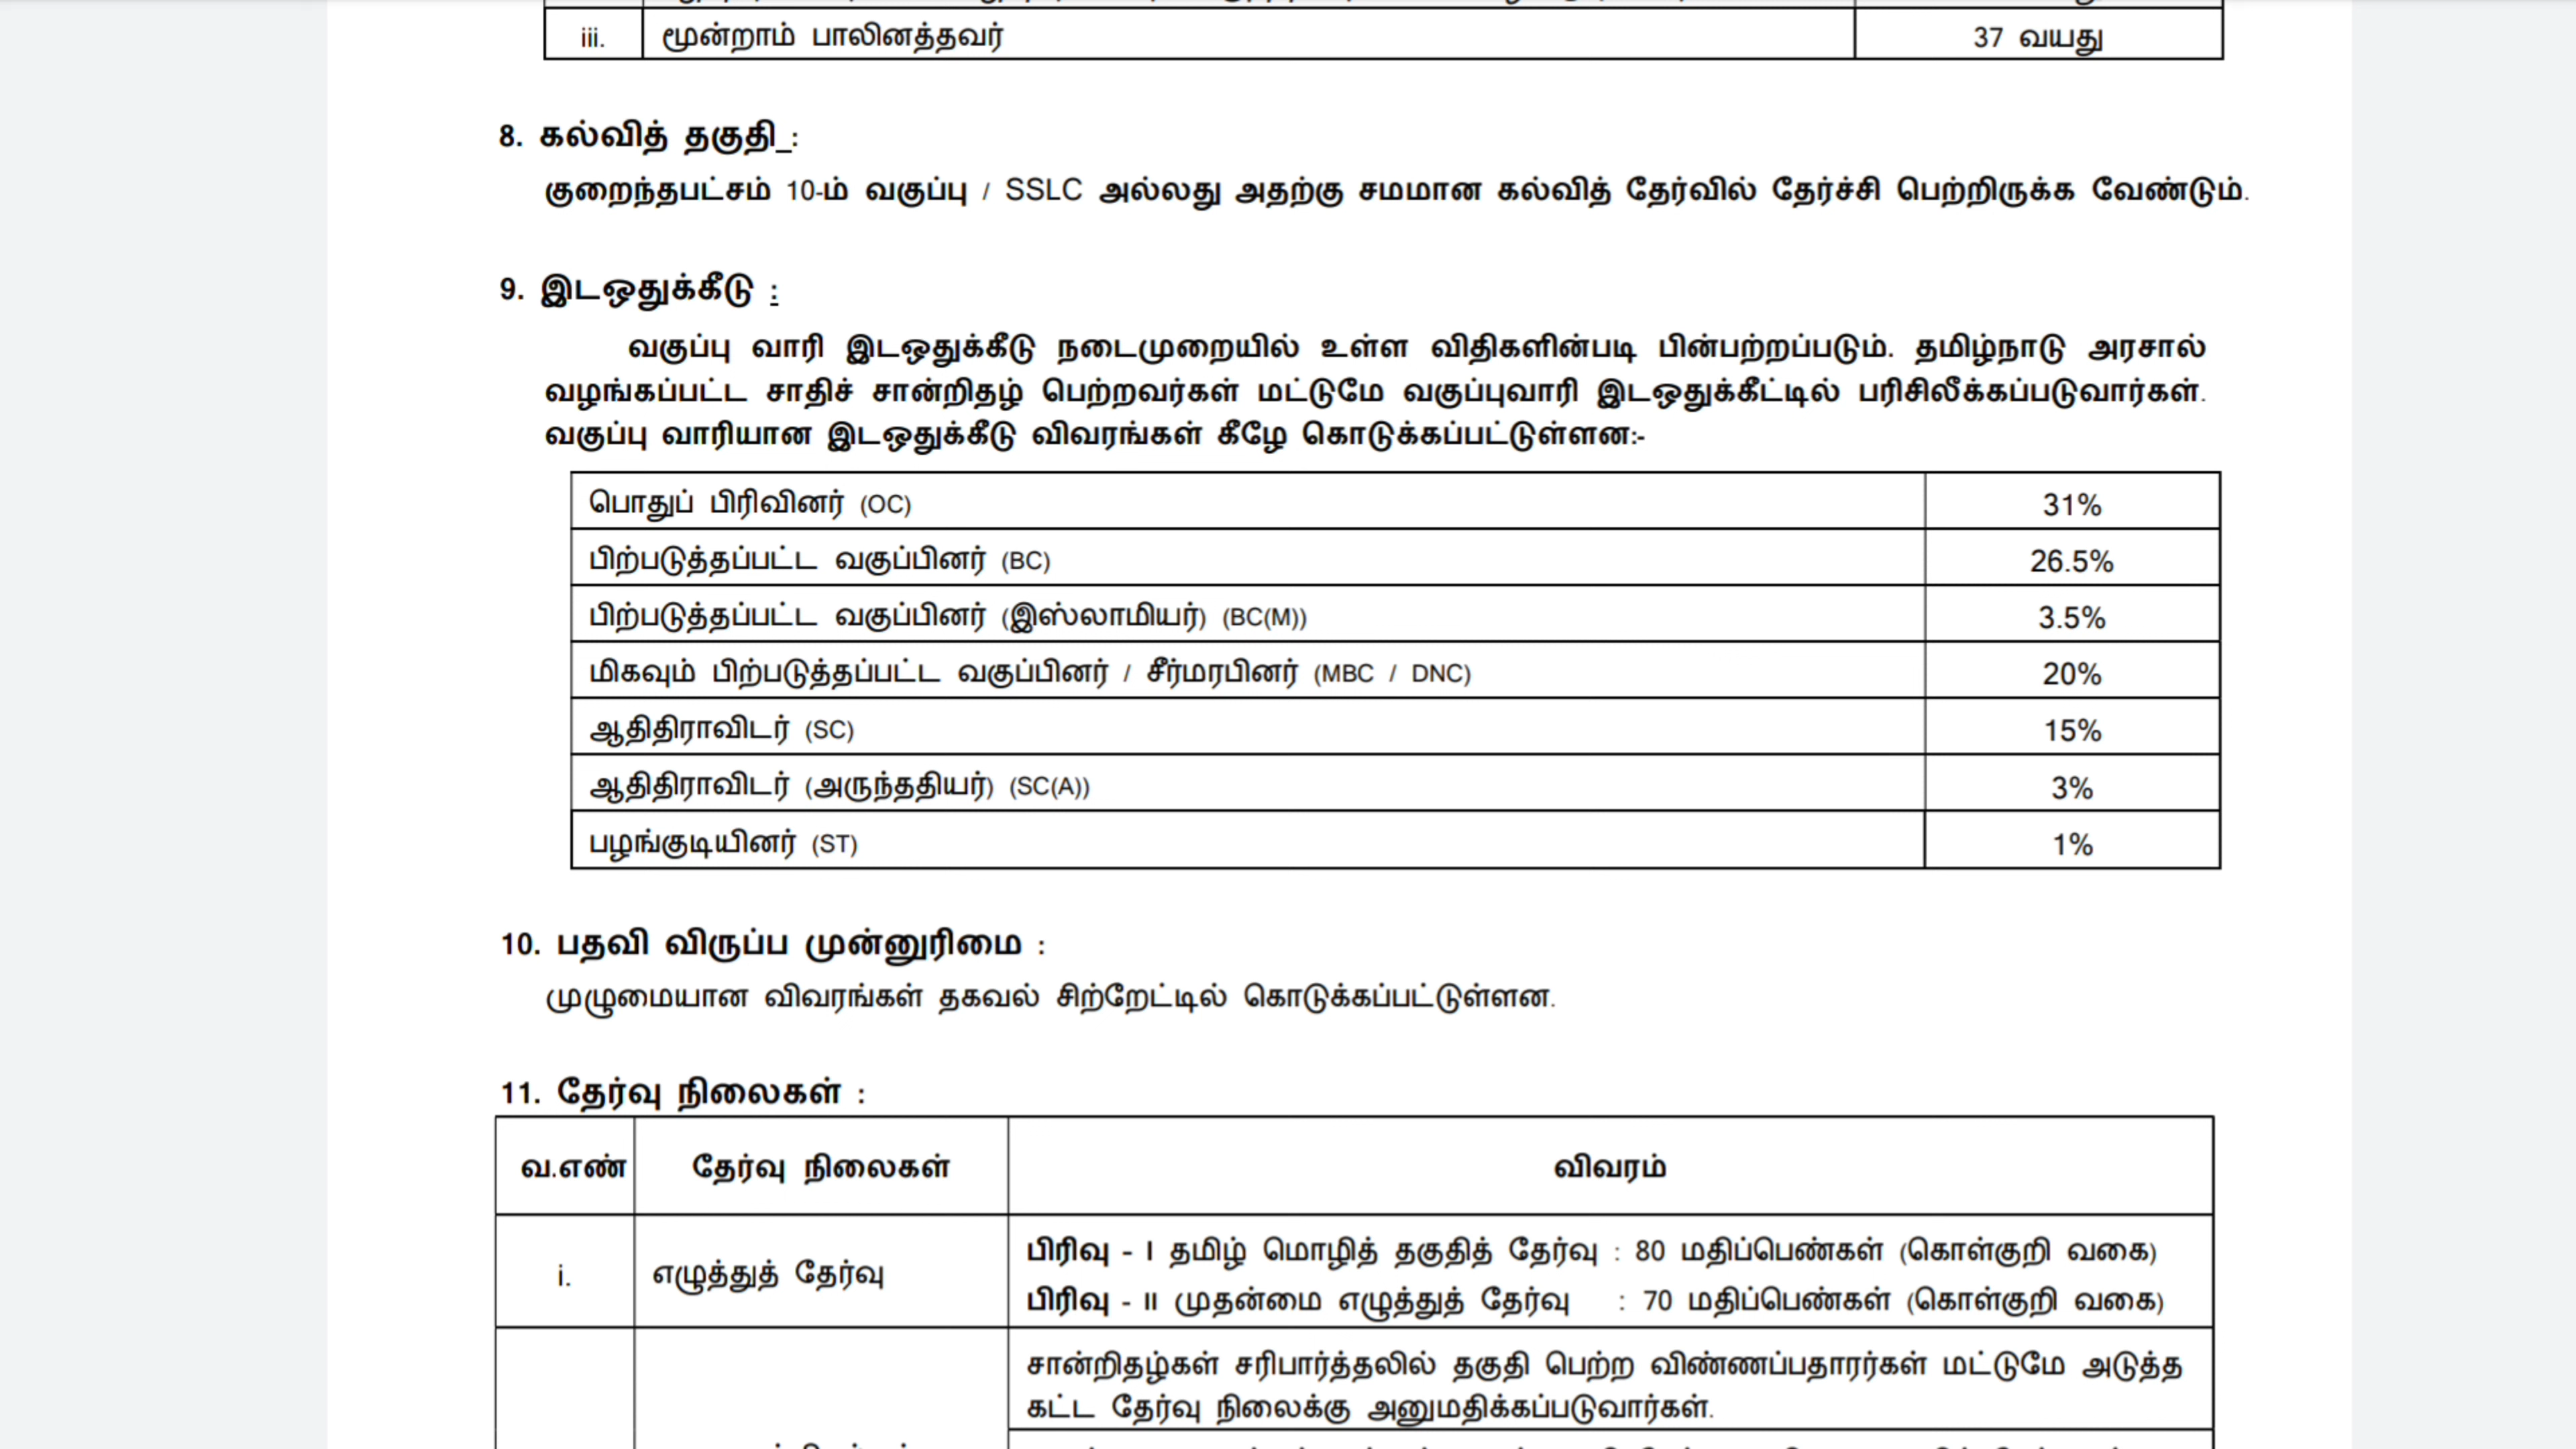 iii. மூன்றாம் பாலினத்தவர் 37 வயது
8. கல்வித் தகுதி :
குறைந்தபட்சம் 10-ம் வகுப்பு / SSLC அல்லது அதற்கு சமமான கல்வித் தேர்வில் தேர்ச்சி பெற்றிருக்க வேண்டும்.
9. இடஒதுக்கீடு :
வகுப்பு வாரி இடஒதுக்கீடு நடைமுறையில் உள்ள விதிகளின்படி பின்பற்றப்படும். தமிழ்நாடு அரசால்
வழங்கப்பட்ட சாதிச் சான்றிதழ் பெற்றவர்கள் மட்டுமே வகுப்புவாரி இடஒதுக்கீட்டில் பரிசிலீக்கப்படுவார்கள்.
வகுப்பு வாரியான இடஒதுக்கீடு விவரங்கள் கீழே கொடுக்கப்பட்டுள்ளன:-
பொதுப் பிரிவினர் (OC) 31%
பிற்படுத்தப்பட்ட வகுப்பினர் (BC) 26.5%
பிற்படுத்தப்பட்ட வகுப்பினர் (இஸ்லாமியர்) (BC(M)) 3.5%
மிகவும் பிற்படுத்தப்பட்ட வகுப்பினர் / சீர்மரபினர் (MBC / DNC) 20%
ஆதிதிராவிடர் (SC) 15%
ஆதிதிராவிடர் (அருந்ததியர்) (SC(A)) 3%
பழங்குடியினர் (ST) 1%
10. பதவி விருப்ப முன்னுரிமை :
முழுமையான விவரங்கள் தகவல் சிற்றேட்டில் கொடுக்கப்பட்டுள்ளன.
11. தேர்வு நிலைகள் :
வ.எண் தேர்வு நிலைகள் விவரம்
i. எழுத்துத் தேர்வு பிரிவு - I தமிழ் மொழித் தகுதித் தேர்வு : 80 மதிப்பெண்கள் (கொள்குறி வகை)
பிரிவு - II முதன்மை எழுத்துத் தேர்வு : 70 மதிப்பெண்கள் (கொள்குறி வகை)
சான்றிதழ்கள் சரிபார்த்தலில் தகுதி பெற்ற விண்ணப்பதாரர்கள் மட்டுமே அடுத்த
கட்ட தேர்வு நிலைக்கு அனுமதிக்கப்படுவார்கள்.